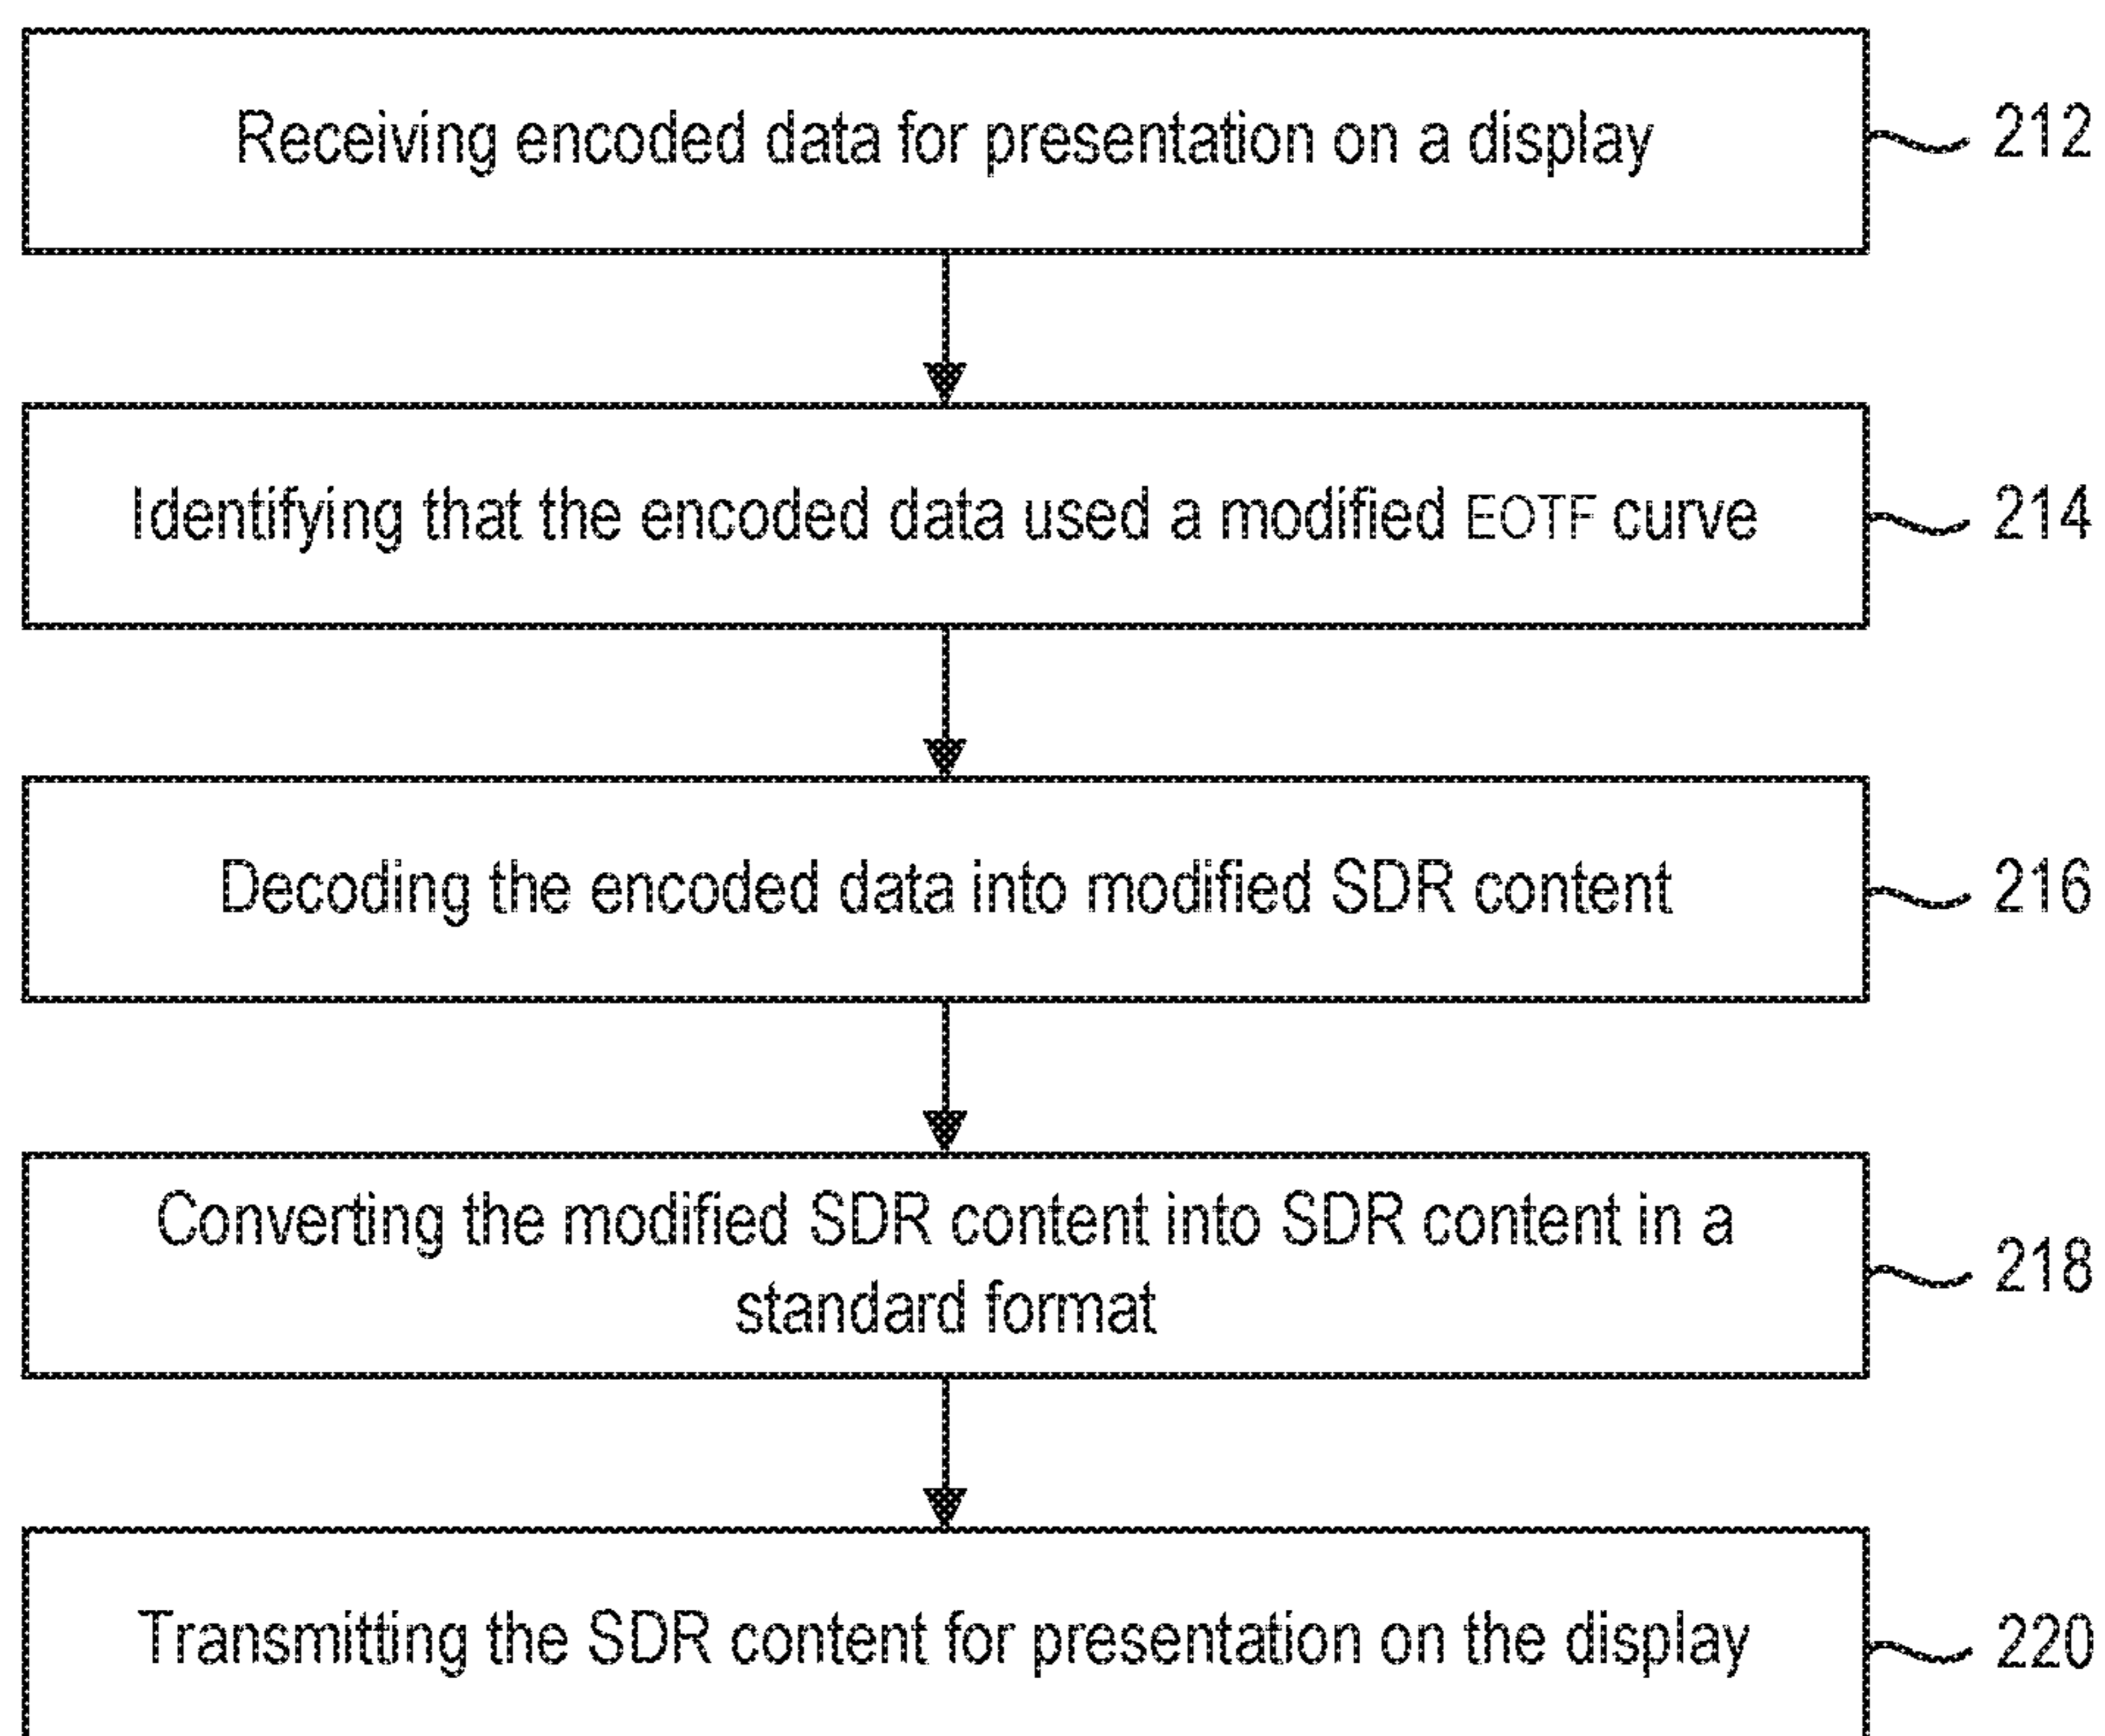 Receiving encoded data for presentation on a display
212
Identifying that the encoded data used a modified EOTF curve
214
Decoding the encoded data into modified SDR content
216
Converting the modified SDR content into SDR content in a
standard format
218
Transmitting the SDR content for presentation on the display
220